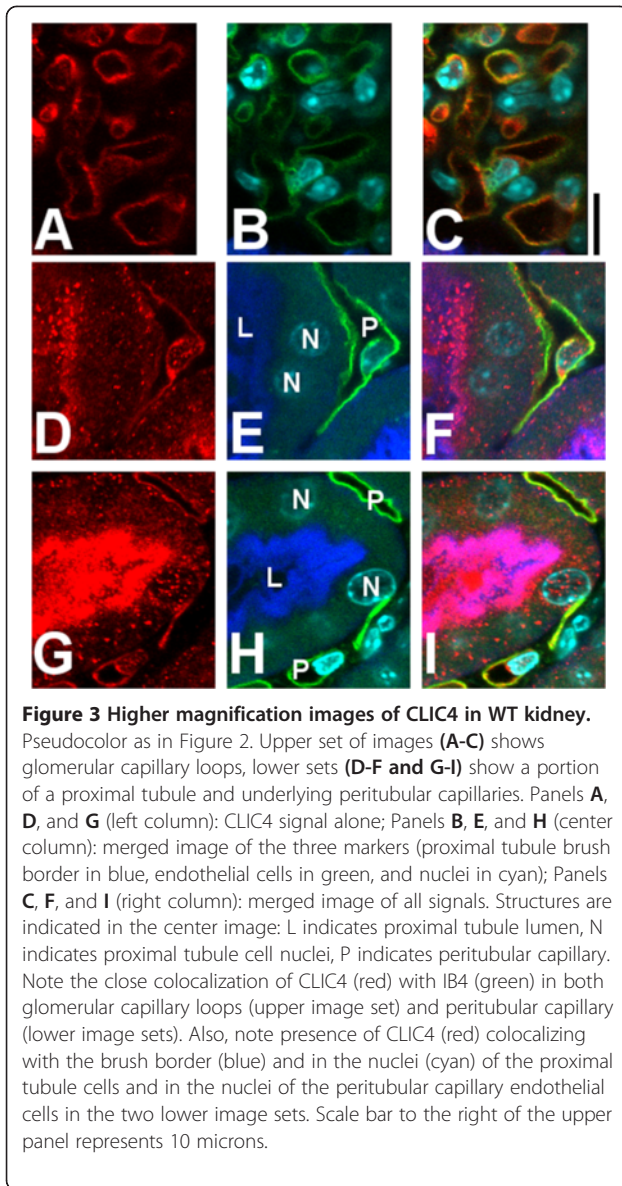 A B C
D L N N P E F
G N P L N P H I
Figure 3 Higher magnification images of CLIC4 in WT kidney.
Pseudocolor as in Figure 2. Upper set of images (A-C) shows
glomerular capillary loops, lower sets (D-F and G-I) show a portion
of a proximal tubule and underlying peritubular capillaries. Panels A,
D, and G (left column): CLIC4 signal alone; Panels B, E, and H (center
column): merged image of the three markers (proximal tubule brush
border in blue, endothelial cells in green, and nuclei in cyan); Panels
C, F, and I (right column): merged image of all signals. Structures are
indicated in the center image: L indicates proximal tubule lumen, N
indicates proximal tubule cell nuclei, P indicates peritubular capillary.
Note the close colocalization of CLIC4 (red) with IB4 (green) in both
glomerular capillary loops (upper image set) and peritubular capillary
(lower image sets). Also, note presence of CLIC4 (red) colocalizing
with the brush border (blue) and in the nuclei (cyan) of the proximal
tubule cells and in the nuclei of the peritubular capillary endothelial
cells in the two lower image sets. Scale bar to the right of the upper
panel represents 10 microns.